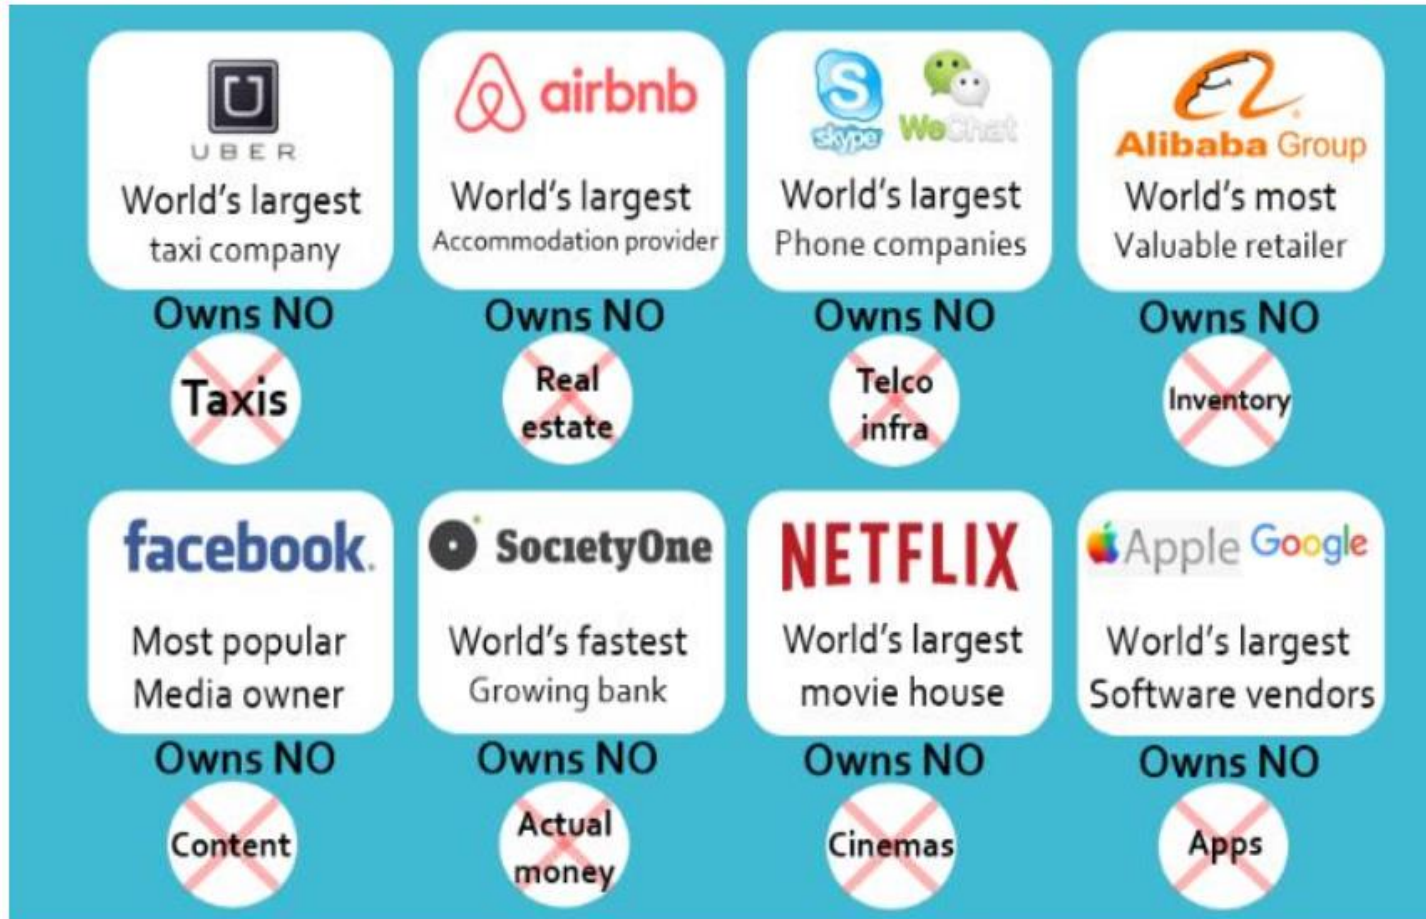 UBER
World's largest
taxi company
Owns NO
Taxis
airbnb
World's largest
Accommodation provider
Owns NO
Real
estate
skype WeChat
World's largest
Phone companies
Owns NO
Telco
infra
Alibaba Group
World's most
Valuable retailer
Owns NO
Inventory
facebook.
Most popular
Media owner
Owns NO
Content
SocietyOne
World's fastest
Growing bank
Owns NO
Actual
money
NETFLIX
World's largest
movie house
Owns NO
Cinemas
Apple Google
World's largest
Software vendors
Owns NO
Apps